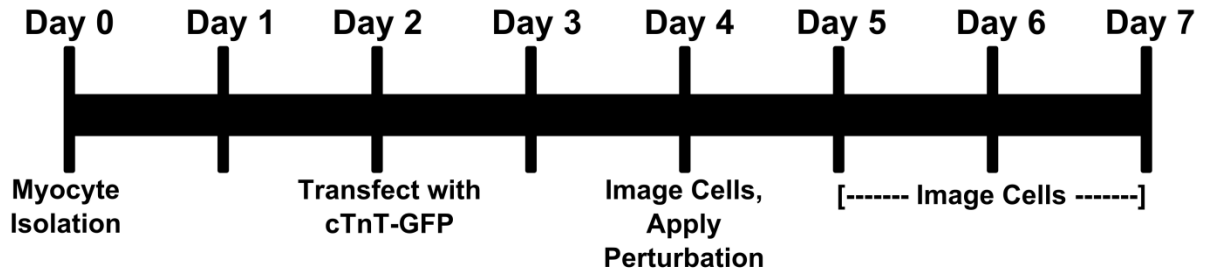 Day 0 Day 1 Day 2 Day 3 Day 4 Day 5 Day 6 Day 7
Myocyte
Isolation
Transfect with
cTnT-GFP
Image Cells,
Apply
Perturbation
[------- Image Cells -------]